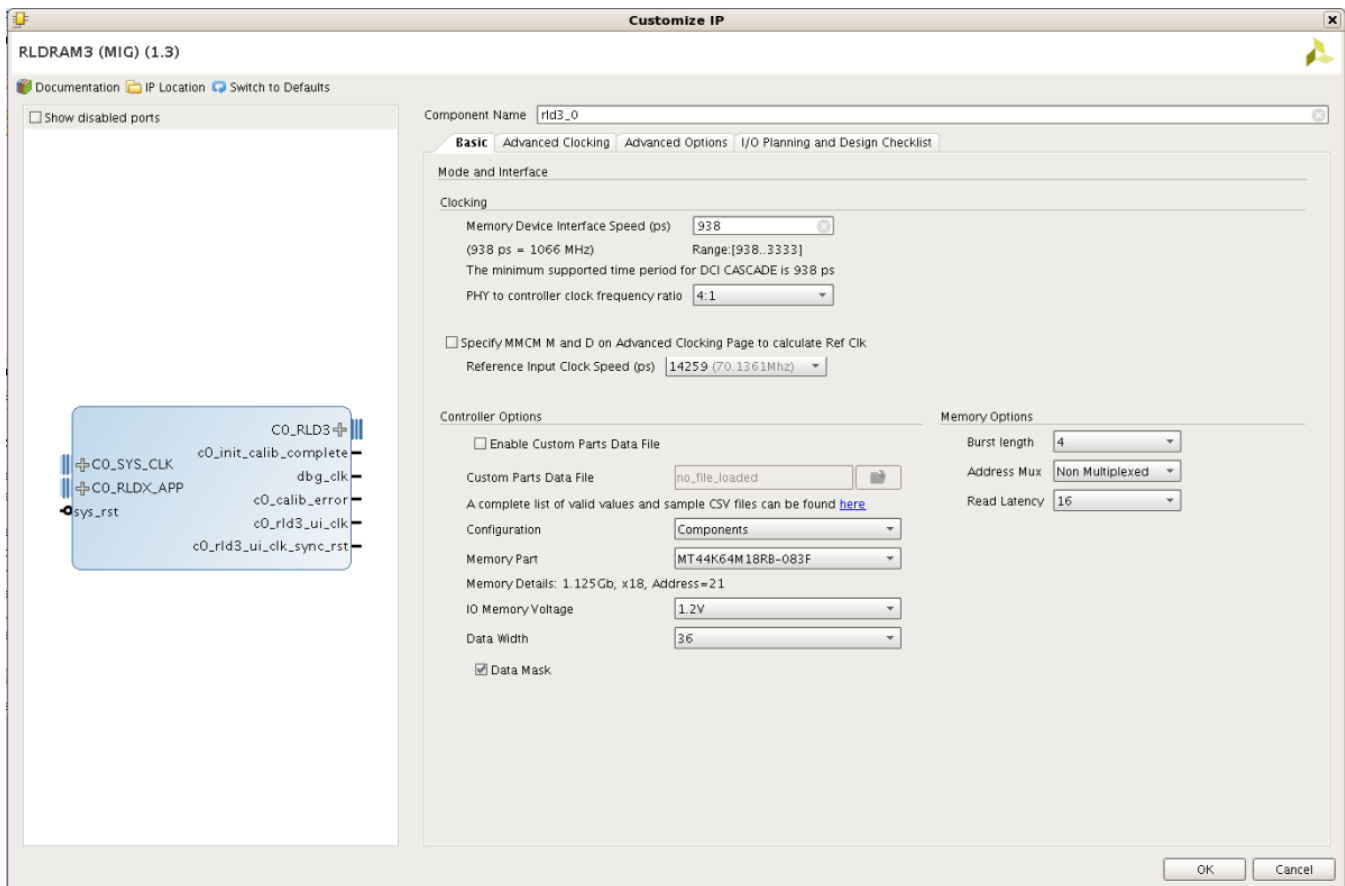 Customize IP
RLDRAM3 (MIG) (1.3)
Documentation IP Location Switch to Defaults
Show disabled ports
C0_SYS_CLK
C0_RLDX_APP
sys_rst
C0_RLD3
c0_init_calib_complete
dbg_clk
c0_calib_error
c0_rld3_ui_clk
c0_rld3_ui_clk_sync_rst
Component Name rld3_0
Basic Advanced Clocking Advanced Options I/O Planning and Design Checklist
Mode and Interface
Clocking
Memory Device Interface Speed (ps) 938
(938 ps = 1066 MHz) Range:[938..3333]
The minimum supported time period for DCI CASCADE is 938 ps
PHY to controller clock frequency ratio 4:1
Specify MMCM M and D on Advanced Clocking Page to calculate Ref Clk
Reference Input Clock Speed (ps) 14259 (70.1361Mhz)
Controller Options
Enable Custom Parts Data File
Custom Parts Data File no_file_loaded
A complete list of valid values and sample CSV files can be found here
Configuration Components
Memory Part MT44K64M18RB-083F
Memory Details: 1.125Gb, x18, Address=21
IO Memory Voltage 1.2V
Data Width 36
Data Mask
Memory Options
Burst length 4
Address Mux Non Multiplexed
Read Latency 16
OK Cancel